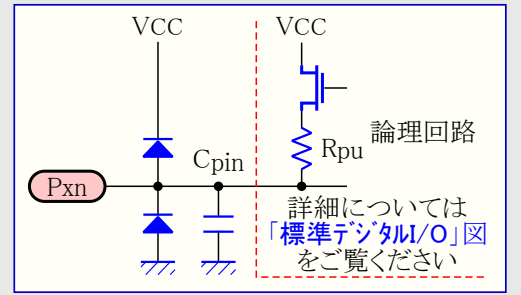 VCC
VCC
論理回路
Cpin
Rpu
Pxn
詳細については
「標準ﾃﾞｼﾞﾀﾙI/O」図
をご覧ください